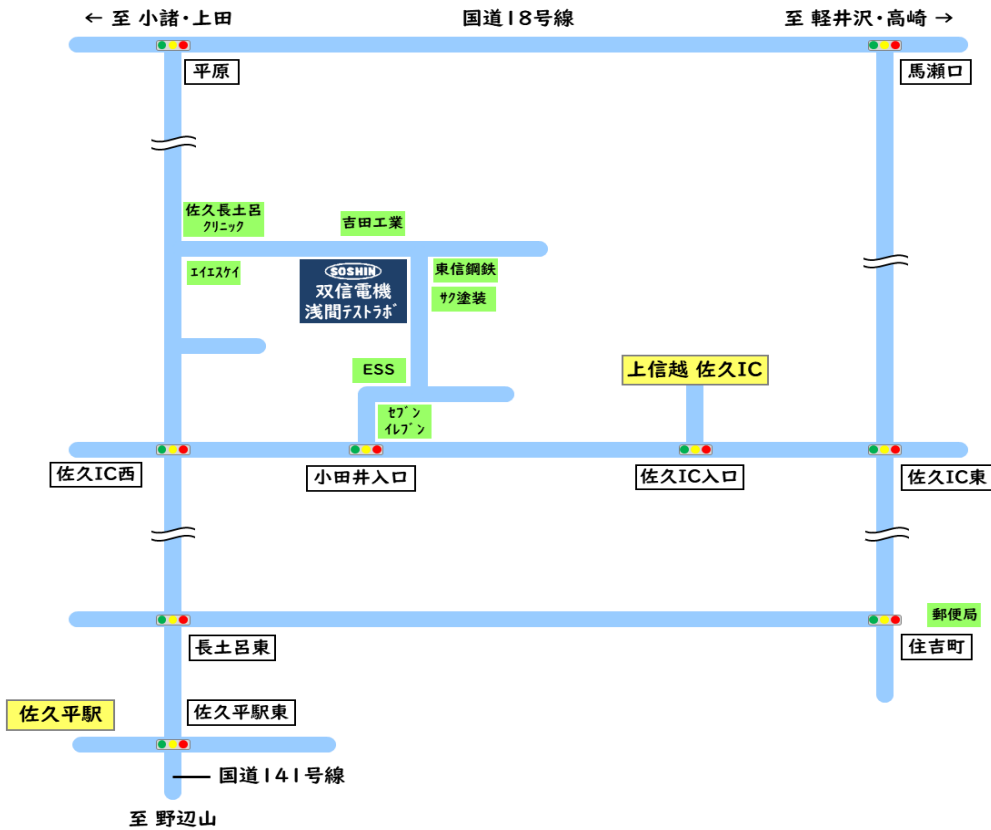 ← 至 小諸・上田
国道18号線
至 軽井沢・高崎 →
平原
馬瀬口
佐久長土呂
ｸﾘﾆｯｸ
吉田工業
ｴｲｴｽｹｲ
SOSHIN
双信電機
浅間ﾃｽﾄﾗﾎﾞ
東信鋼鉄
ｻｸ塗装
ESS
上信越 佐久IC
ｾﾌﾞﾝ
ｲﾚﾌﾞﾝ
佐久IC西
小田井入口
佐久IC入口
佐久IC東
郵便局
長土呂東
住吉町
佐久平駅
佐久平駅東
国道141号線
至 野辺山